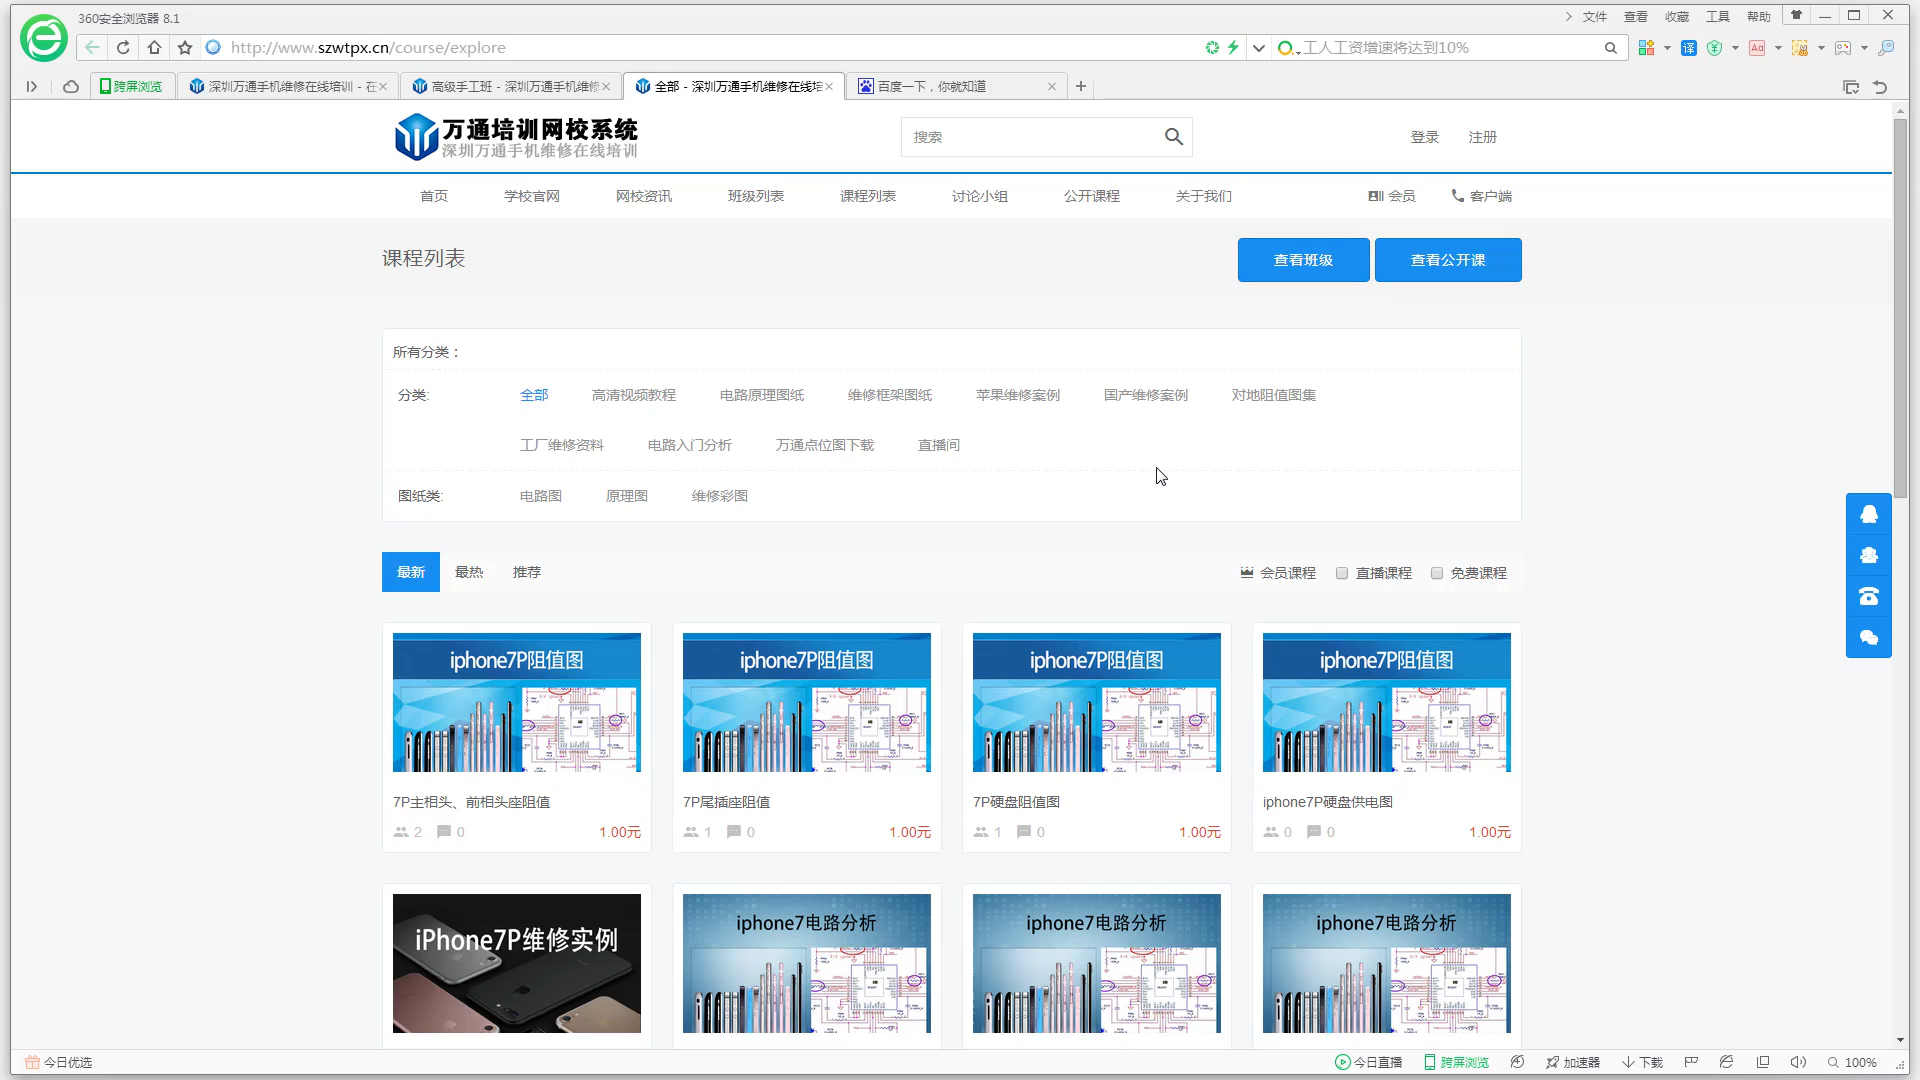 360安全浏览器 8.1
文件 查看 收藏 工具 帮助
http://www.szwtpx.cn/course/explore
工人工资增速将达到10%
跨屏浏览
深圳万通手机维修在线培训 - 在
高级手工班 - 深圳万通手机维修
全部 - 深圳万通手机维修在线培
百度一下，你就知道
万通培训网校系统
深圳万通手机维修在线培训
搜索
登录 注册
首页 学校官网 网校资讯 班级列表 课程列表 讨论小组 公开课程 关于我们 会员 客户端
课程列表
查看班级 查看公开课
所有分类：
分类: 全部 高清视频教程 电路原理图纸 维修框架图纸 苹果维修案例 国产维修案例 对地阻值图集
工厂维修资料 电路入门分析 万通点位图下载 直播间
图纸类: 电路图 原理图 维修彩图
最新 最热 推荐 会员课程 直播课程 免费课程
iphone7P阻值图 iphone7P阻值图 iphone7P阻值图 iphone7P阻值图
7P主相头、前相头座阻值 7P尾插座阻值 7P硬盘阻值图 iphone7P硬盘供电图
2 0 1.00元 1 0 1.00元 1 0 1.00元 0 0 1.00元
iPhone7P维修实例 iphone7电路分析 iphone7电路分析 iphone7电路分析
今日优选 今日直播 跨屏浏览 加速器 下载 100%